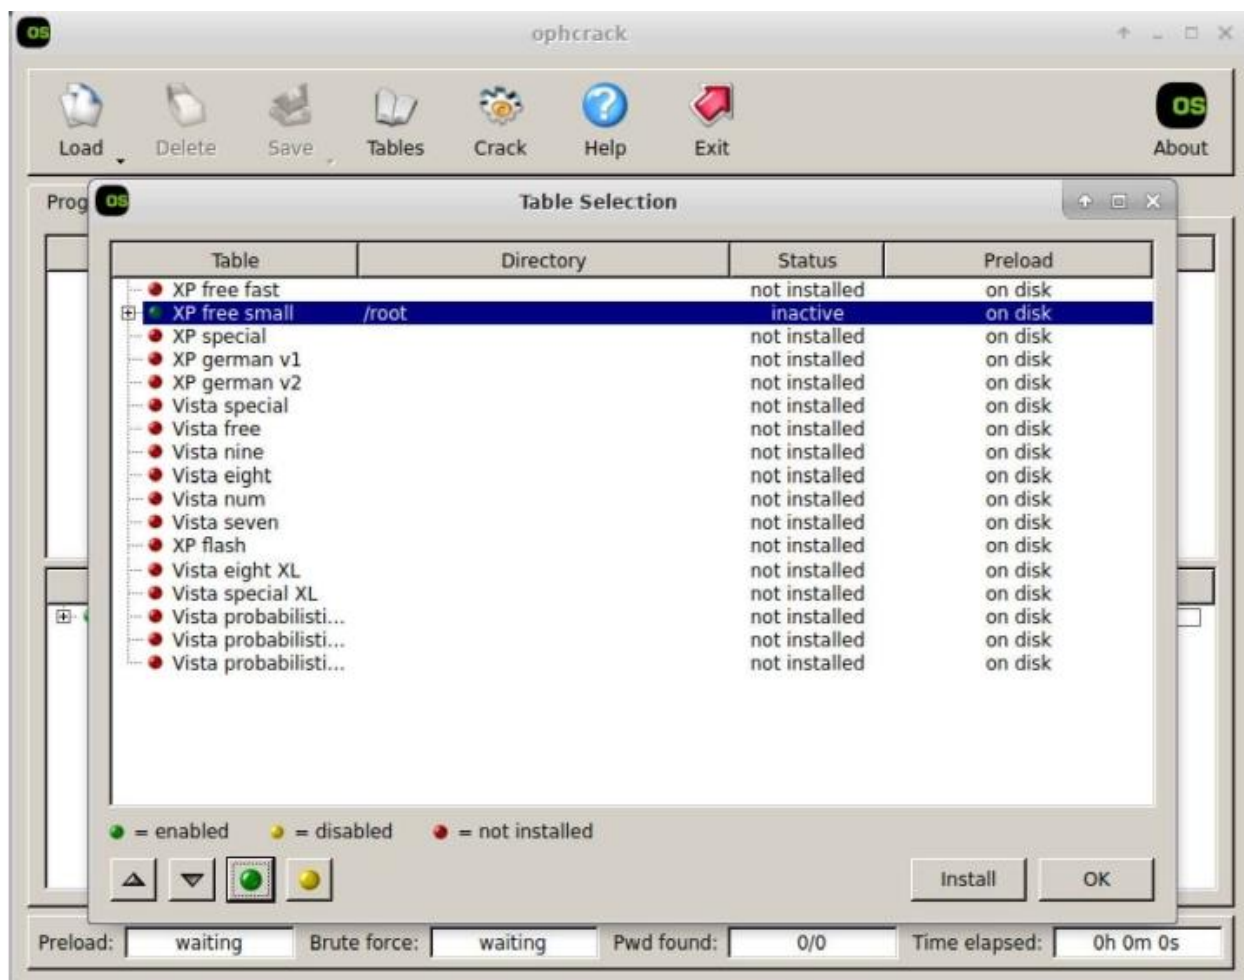 OS ophcrack
Load Delete Save Tables Crack Help Exit OS About
Prog OS Table Selection
Table Directory Status Preload
XP free fast not installed on disk
XP free small /root inactive on disk
XP special not installed on disk
XP german v1 not installed on disk
XP german v2 not installed on disk
Vista special not installed on disk
Vista free not installed on disk
Vista nine not installed on disk
Vista eight not installed on disk
Vista num not installed on disk
Vista seven not installed on disk
XP flash not installed on disk
Vista eight XL not installed on disk
Vista special XL not installed on disk
Vista probabilisti... not installed on disk
Vista probabilisti... not installed on disk
Vista probabilisti... not installed on disk
= enabled = disabled = not installed
Install OK
Preload: waiting Brute force: waiting Pwd found: 0/0 Time elapsed: 0h 0m 0s